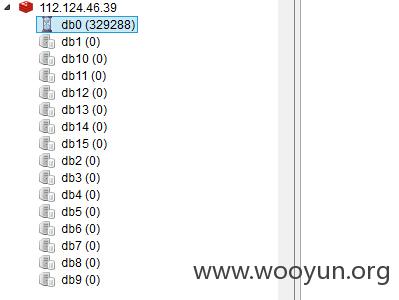 112.124.46.39
db0 (329288)
db1 (0)
db10 (0)
db11 (0)
db12 (0)
db13 (0)
db14 (0)
db15 (0)
db2 (0)
db3 (0)
db4 (0)
db5 (0)
db6 (0)
db7 (0)
db8 (0)
db9 (0)
www.wooyun.org